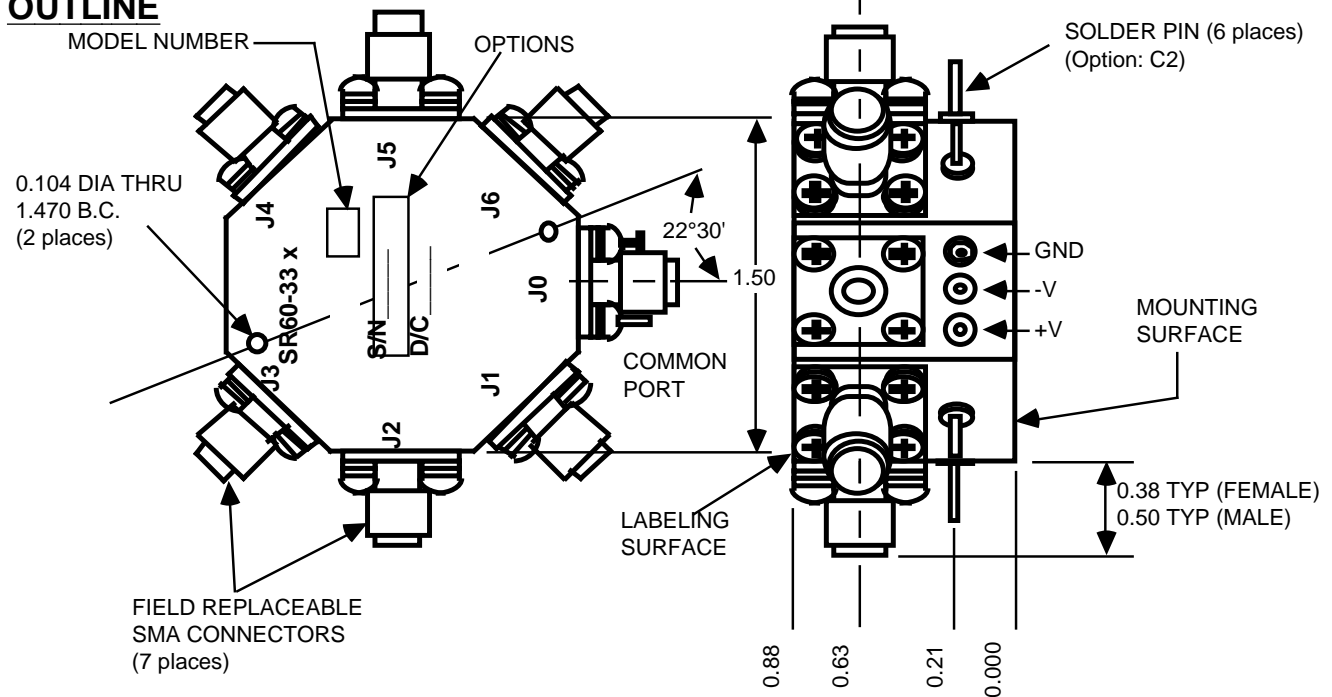 OUTLINE
MODEL NUMBER
OPTIONS
SOLDER PIN (6 places)
(Option: C2)
0.104 DIA THRU
1.470 B.C.
(2 places)
J5
J4
J6
22°30'
1.50
J0
SR60-33 x
S/N
D/C
J3
J2
J1
COMMON
PORT
GND
-V
+V
MOUNTING
SURFACE
LABELING
SURFACE
0.38 TYP (FEMALE)
0.50 TYP (MALE)
FIELD REPLACEABLE
SMA CONNECTORS
(7 places)
0.88
0.63
0.21
0.000